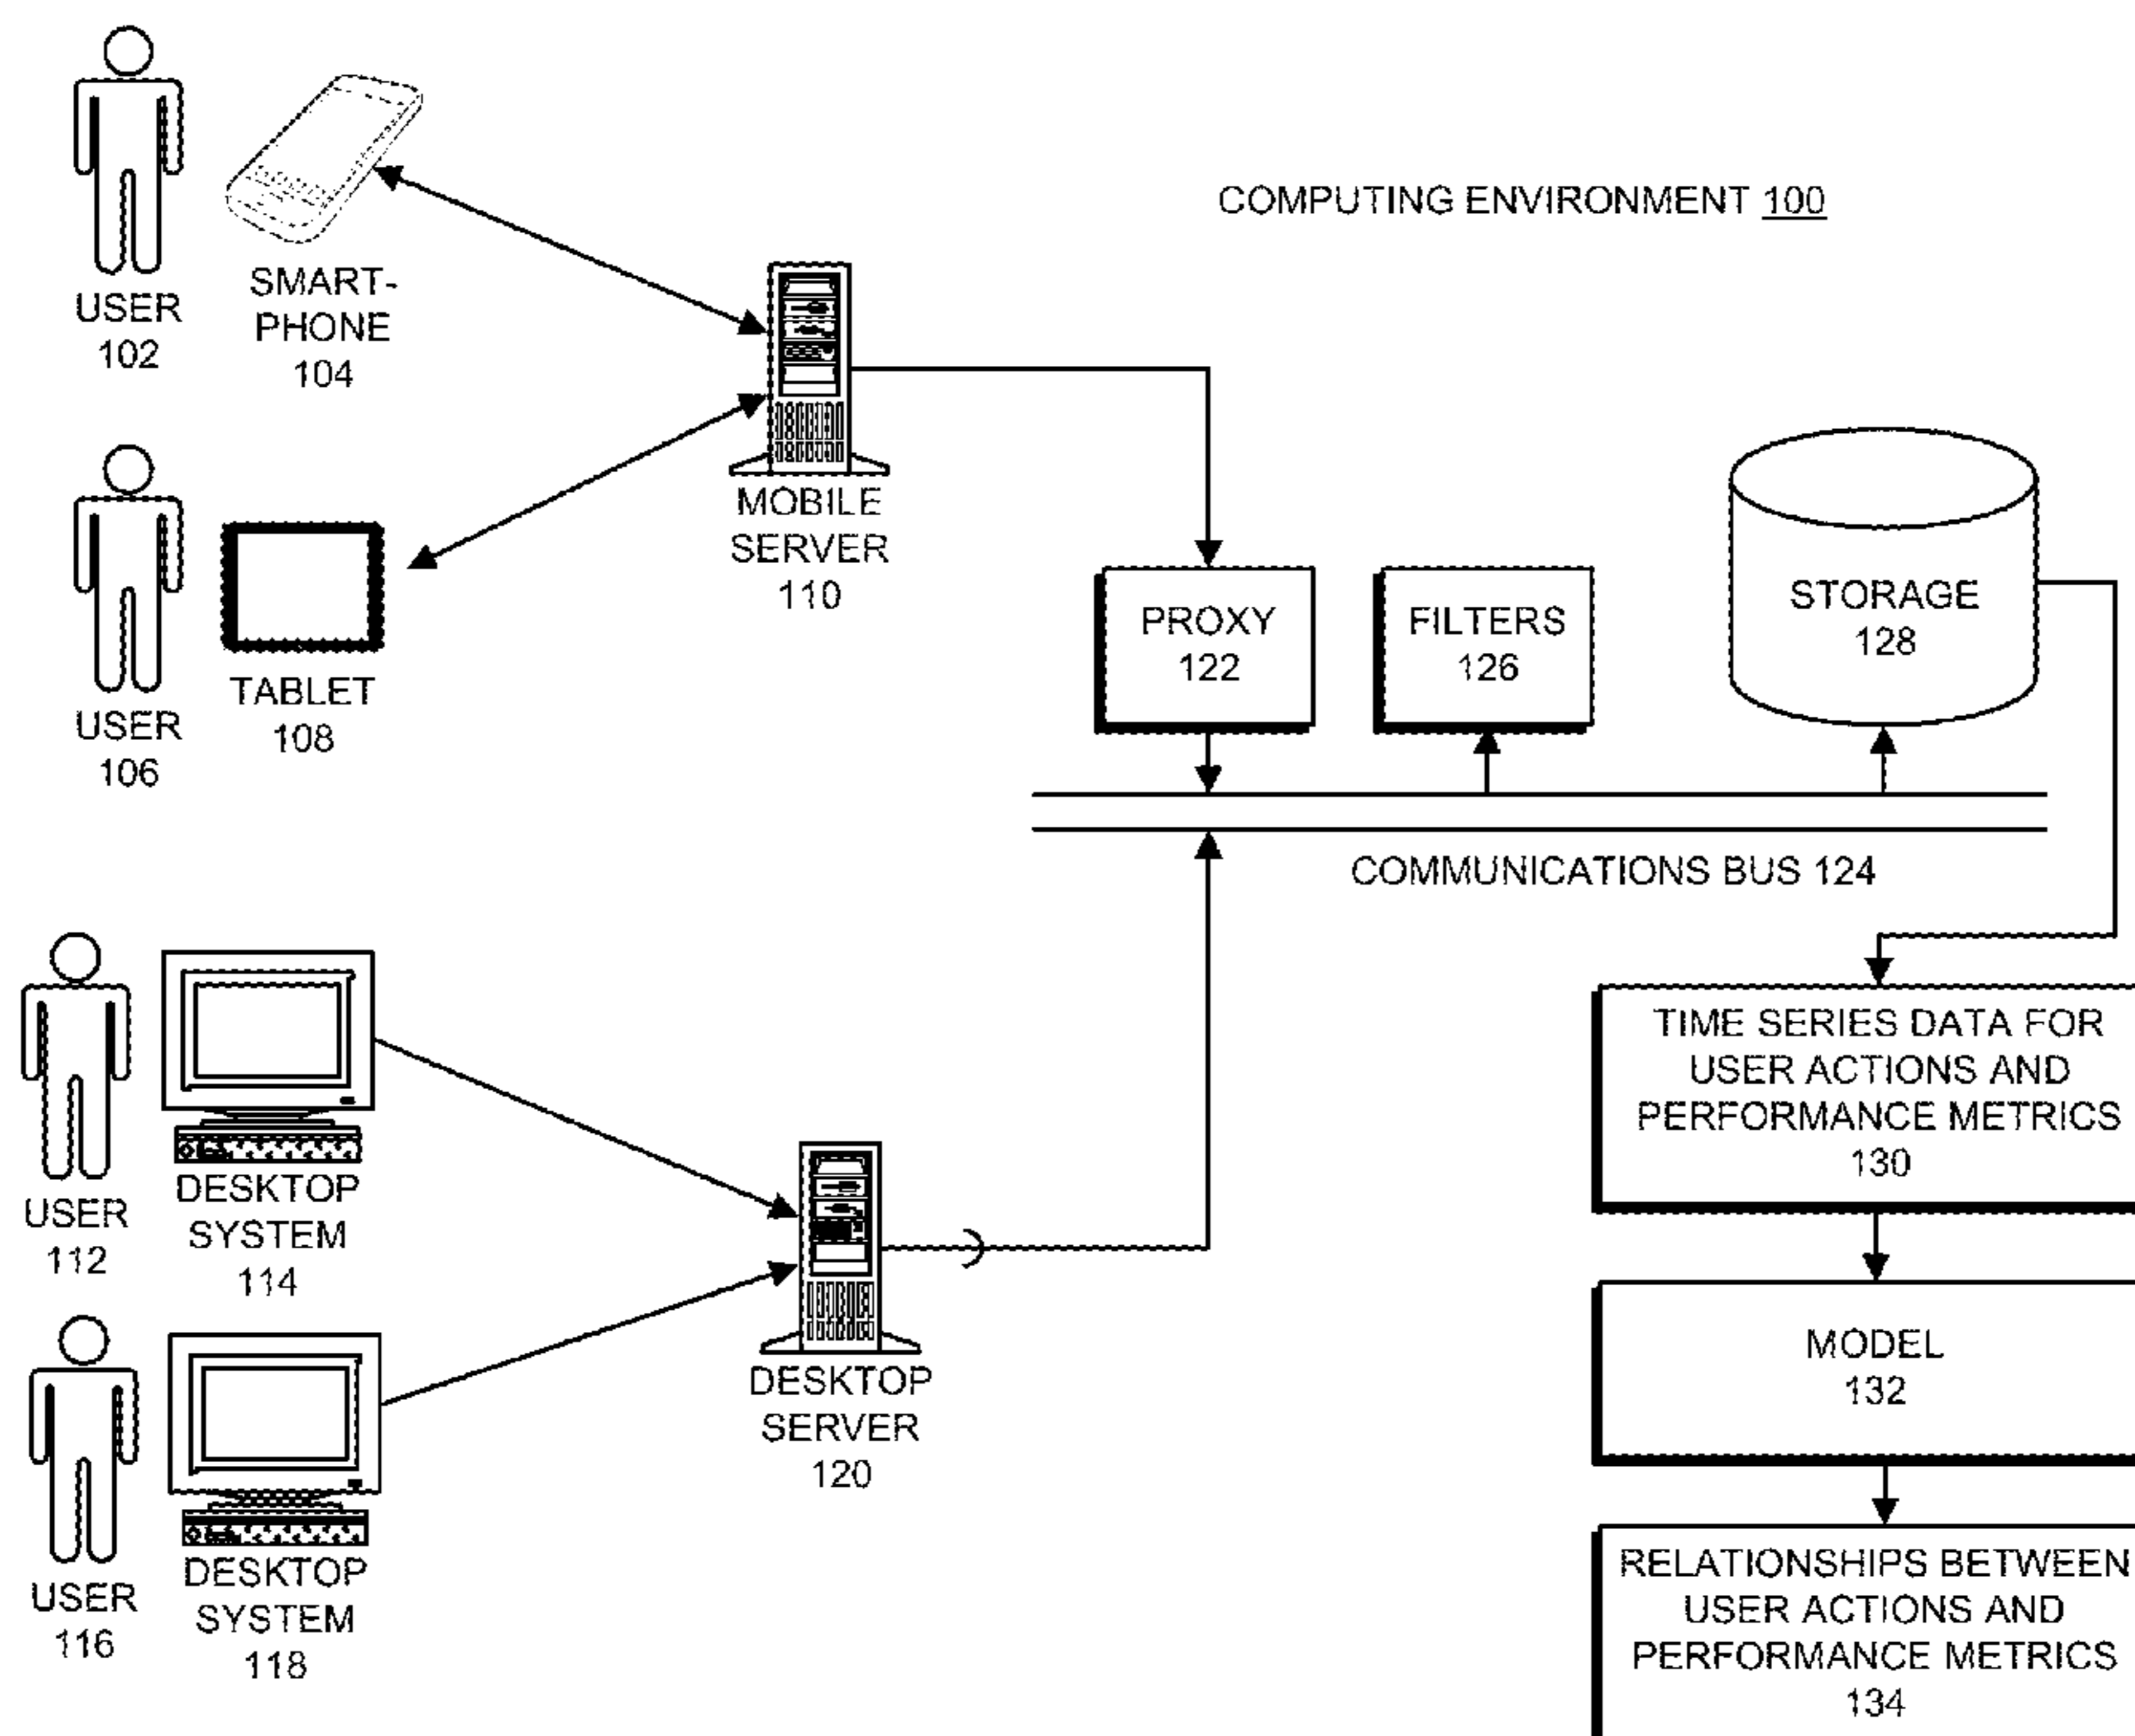 COMPUTING ENVIRONMENT 100
USER
102
SMART-
PHONE
104
MOBILE
SERVER
110
USER
106
TABLET
108
PROXY
122
FILTERS
126
STORAGE
128
COMMUNICATIONS BUS 124
USER
112
DESKTOP
SYSTEM
114
DESKTOP
SERVER
120
USER
116
DESKTOP
SYSTEM
118
TIME SERIES DATA FOR
USER ACTIONS AND
PERFORMANCE METRICS
130
MODEL
132
RELATIONSHIPS BETWEEN
USER ACTIONS AND
PERFORMANCE METRICS
134